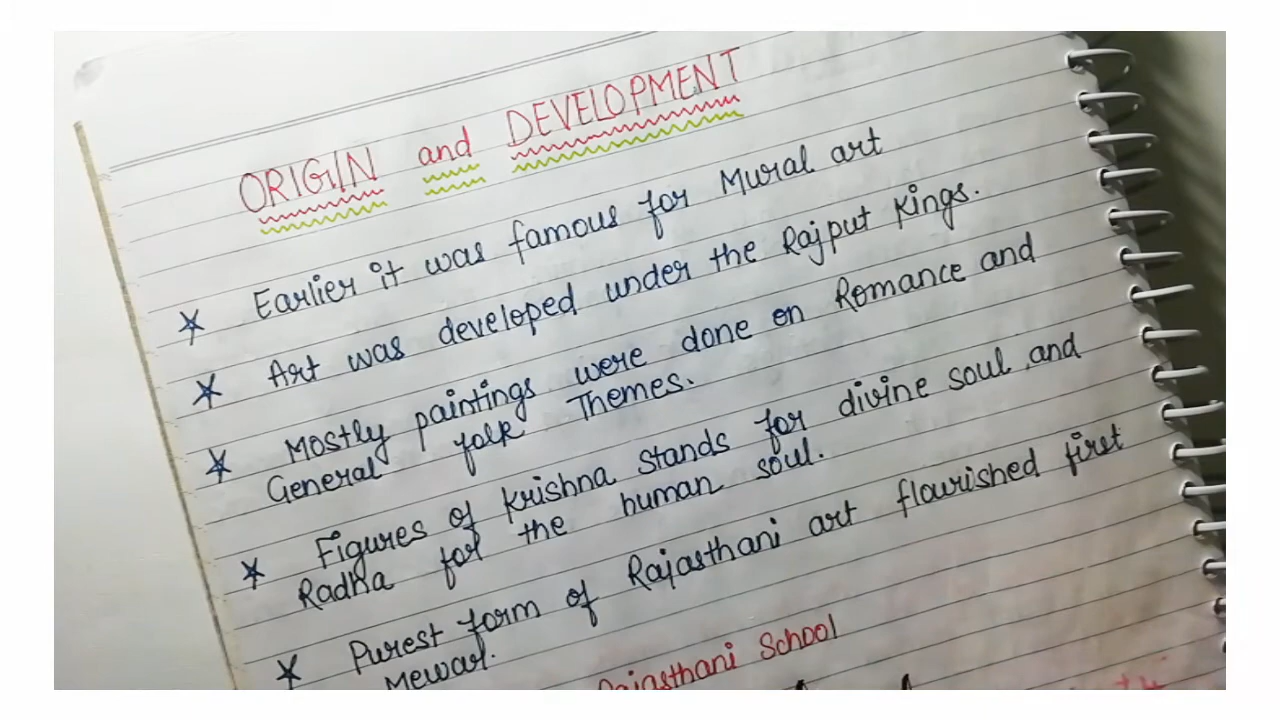 ORIGIN and DEVELOPMENT
* Earlier it was famous for Mural art
* Art was developed under the Rajput Kings.
* Mostly paintings were done on Romance and
General folk Themes.
* Figures of Krishna stands for divine soul and
Radha for the human soul.
* Purest form of Rajasthani art flourished first
Mewar.
Rajasthani School